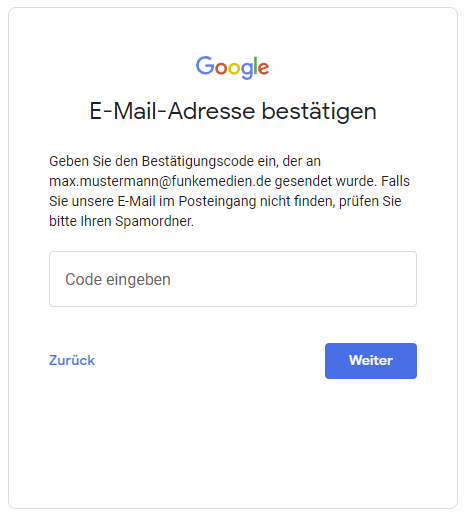 Google
E-Mail-Adresse bestätigen
Geben Sie den Bestätigungscode ein, der an
max.mustermann@funkemedien.de gesendet wurde. Falls
Sie unsere E-Mail im Posteingang nicht finden, prüfen Sie
bitte Ihren Spamordner.
Code eingeben
Zurück
Weiter